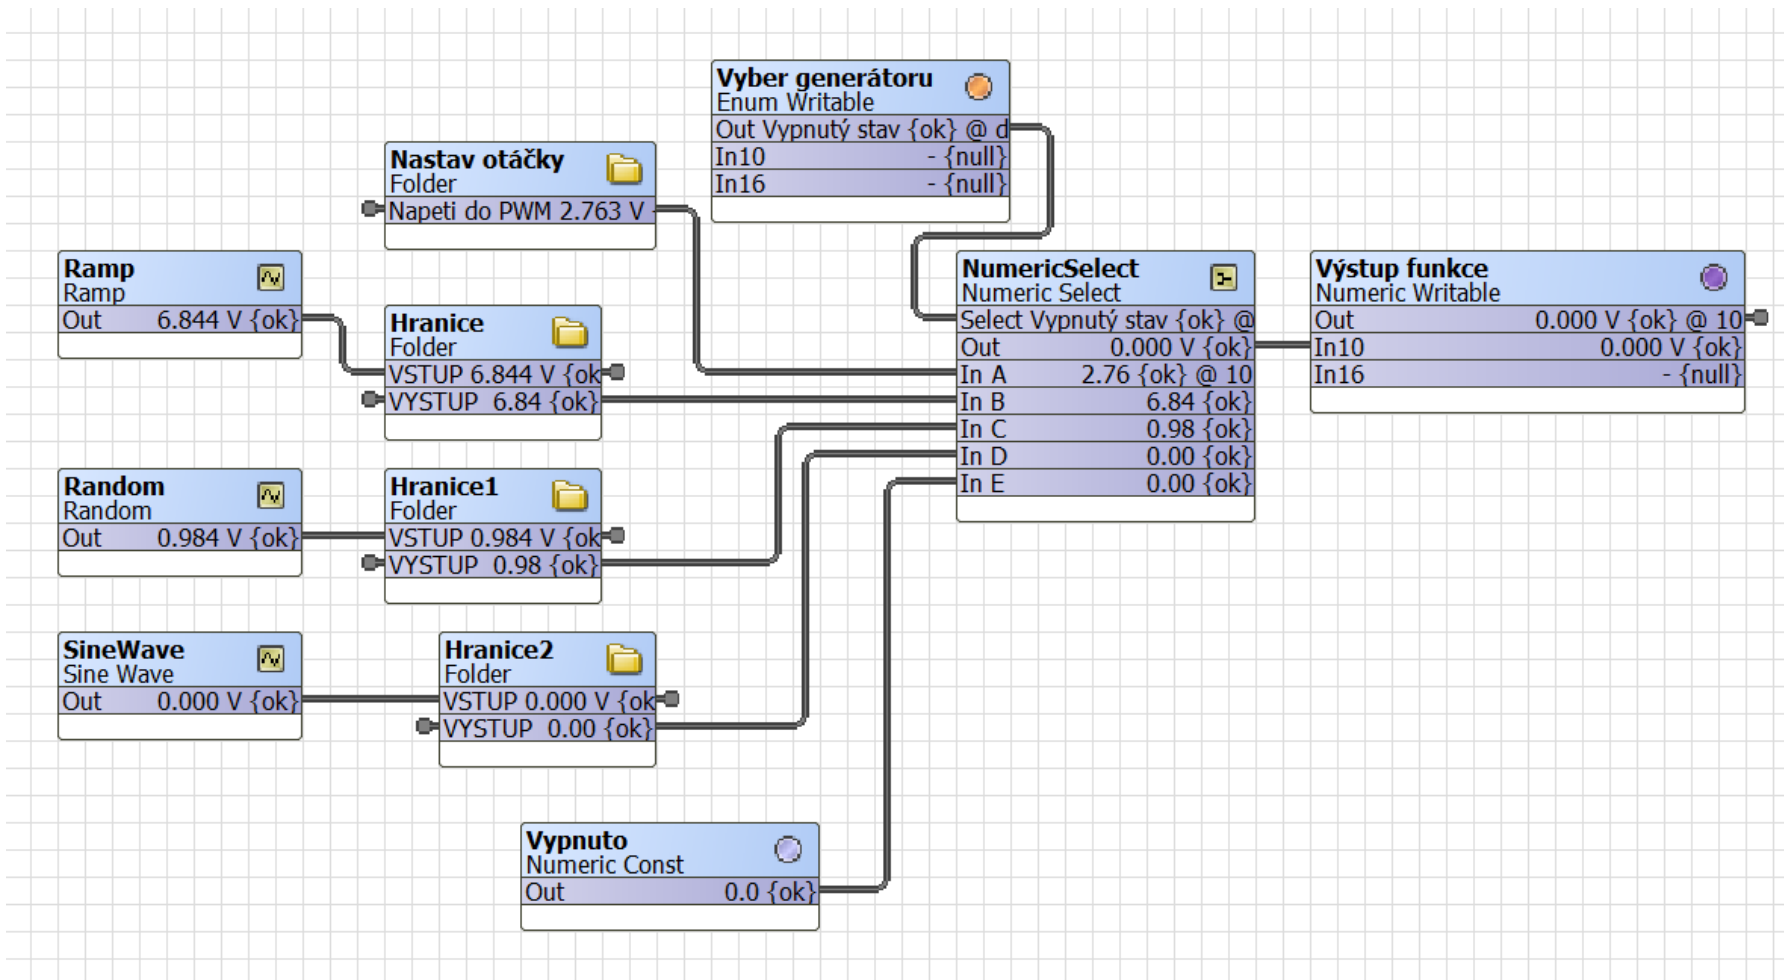 Vyber generátoru
Enum Writable
Out Vypnutý stav {ok} @ d
In10 - {null}
In16 - {null}
Nastav otáčky
Folder
Napeti do PWM 2.763 V
Ramp
Ramp
Out 6.844 V {ok}
Hranice
Folder
VSTUP 6.844 V {ok
VYSTUP 6.84 {ok}
NumericSelect
Numeric Select
Select Vypnutý stav {ok} @
Out 0.000 V {ok}
In A 2.76 {ok} @ 10
In B 6.84 {ok}
In C 0.98 {ok}
In D 0.00 {ok}
In E 0.00 {ok}
Výstup funkce
Numeric Writable
Out 0.000 V {ok} @ 10
In10 0.000 V {ok}
In16 - {null}
Random
Random
Out 0.984 V {ok}
Hranice1
Folder
VSTUP 0.984 V {ok
VYSTUP 0.98 {ok}
SineWave
Sine Wave
Out 0.000 V {ok}
Hranice2
Folder
VSTUP 0.000 V {ok
VYSTUP 0.00 {ok}
Vypnuto
Numeric Const
Out 0.0 {ok}